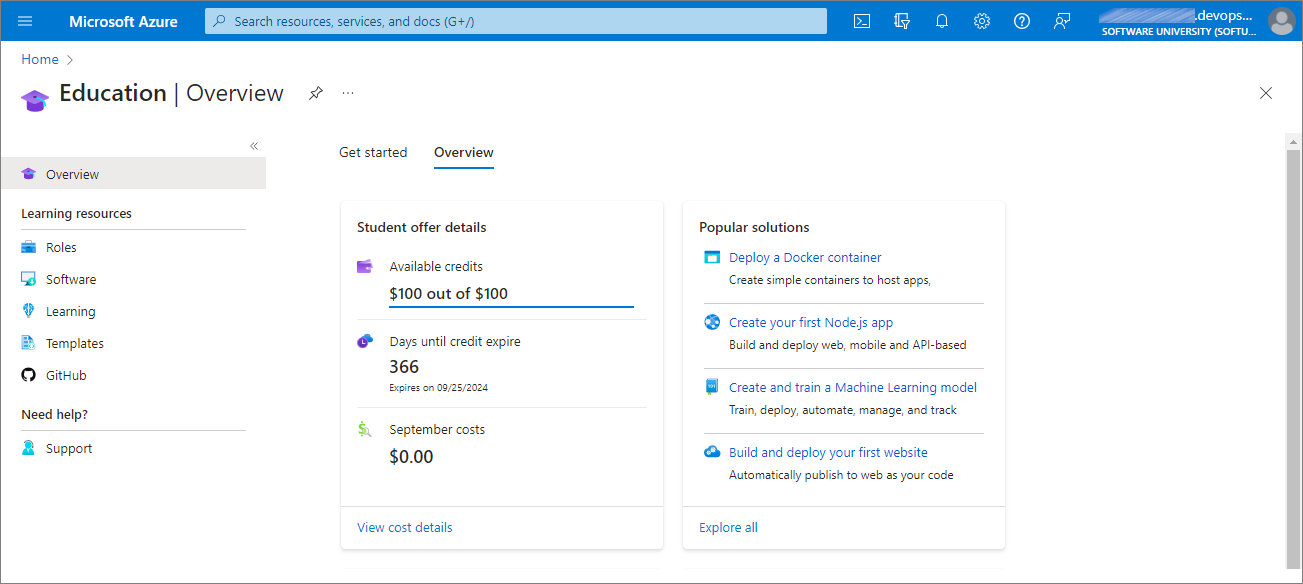 Microsoft Azure
Search resources, services, and docs (G+/)
.devops...
SOFTWARE UNIVERSITY (SOFTU...
Home
Education | Overview
Overview
Learning resources
Roles
Software
Learning
Templates
GitHub
Need help?
Support
Get started
Overview
Student offer details
Available credits
$100 out of $100
Days until credit expire
366
Expires on 09/25/2024
September costs
$0.00
View cost details
Popular solutions
Deploy a Docker container
Create simple containers to host apps,
Create your first Node.js app
Build and deploy web, mobile and API-based
Create and train a Machine Learning model
Train, deploy, automate, manage, and track
Build and deploy your first website
Automatically publish to web as your code
Explore all